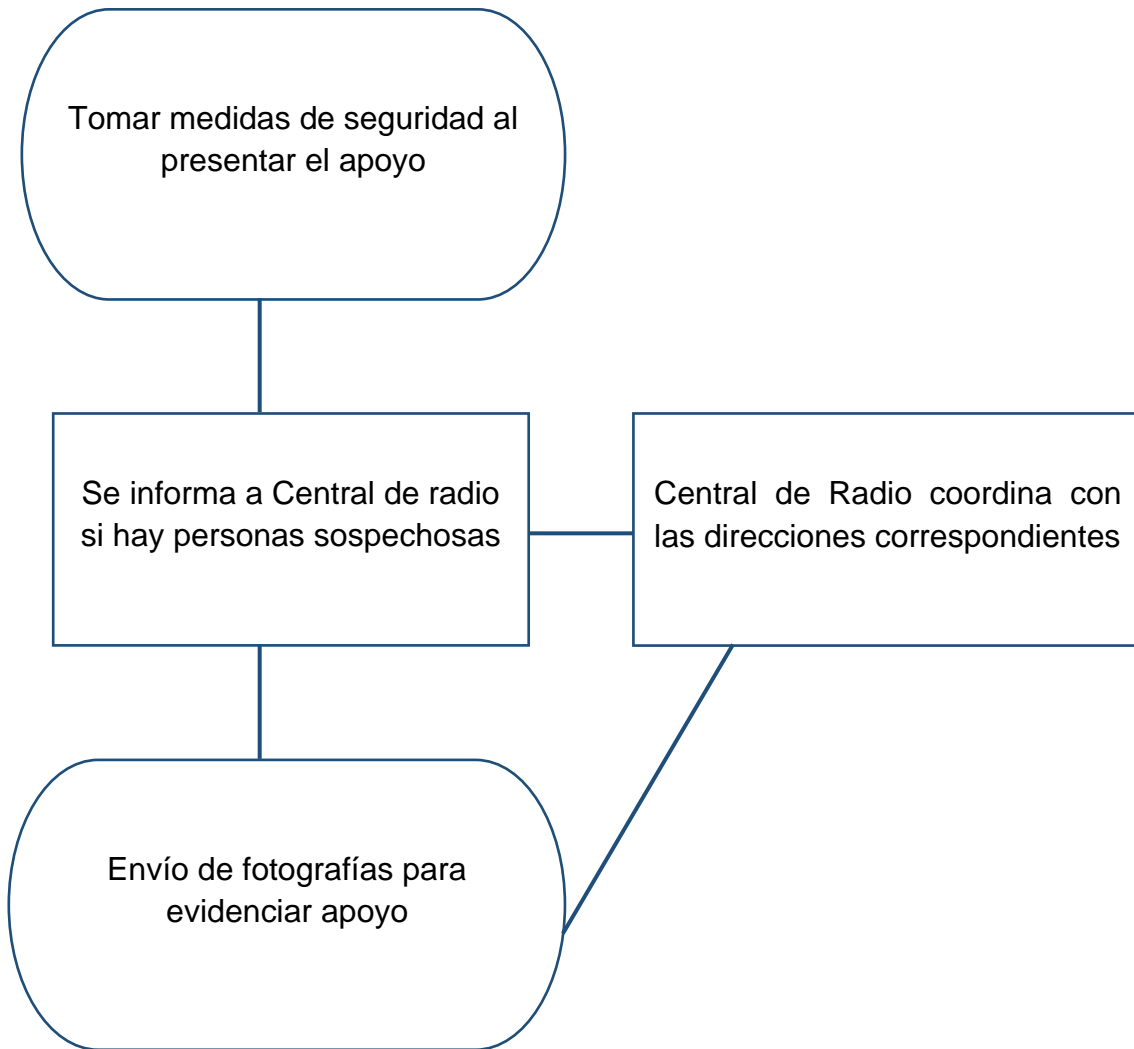 Tomar medidas de seguridad al
presentar el apoyo
Se informa a Central de radio
si hay personas sospechosas
Central de Radio coordina con
las direcciones correspondientes
Envío de fotografías para
evidenciar apoyo